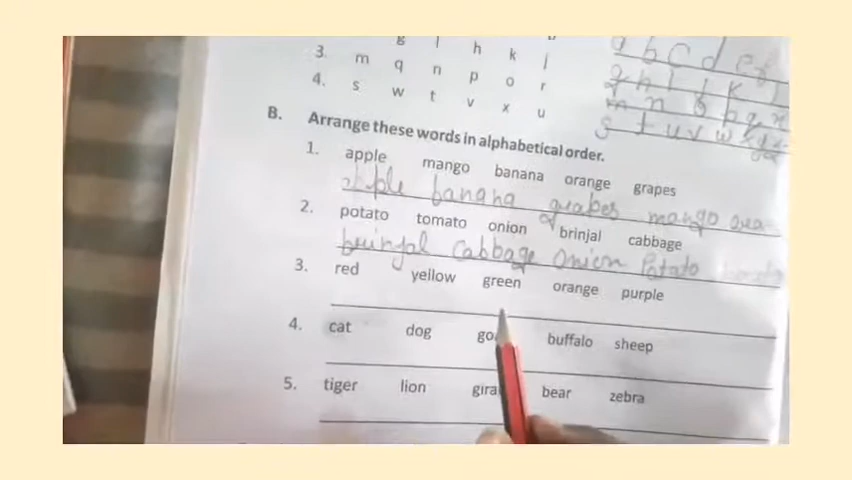 g l h k j
3. m q n p o r
4. s w t v x u
a b c d e f
m n o p q r
s t u v w x y z
B. Arrange these words in alphabetical order.
1. apple mango banana orange grapes
apple banana grapes mango
2. potato tomato onion brinjal cabbage
brinjal cabbage onion Potato
3. red yellow green orange purple
4. cat dog buffalo sheep
5. tiger lion bear zebra